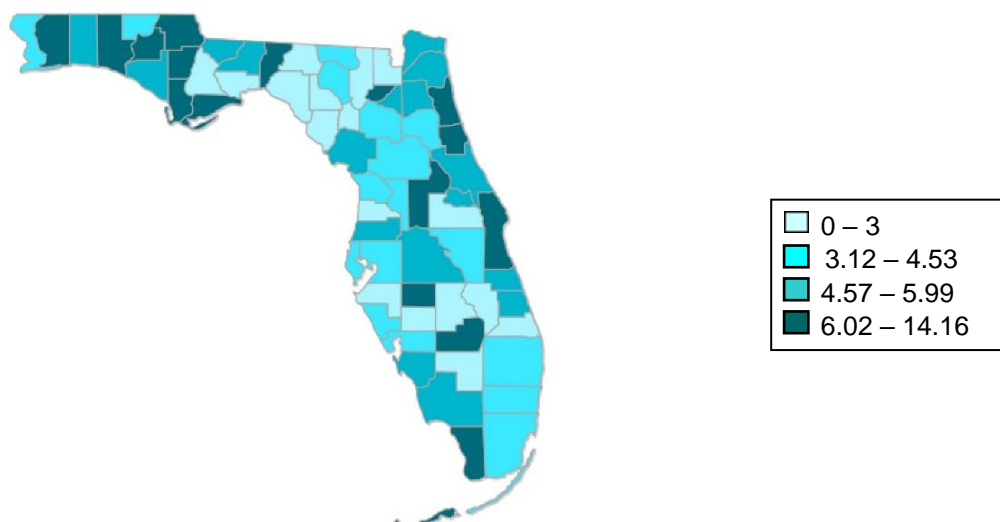 0 – 3
3.12 – 4.53
4.57 – 5.99
6.02 – 14.16